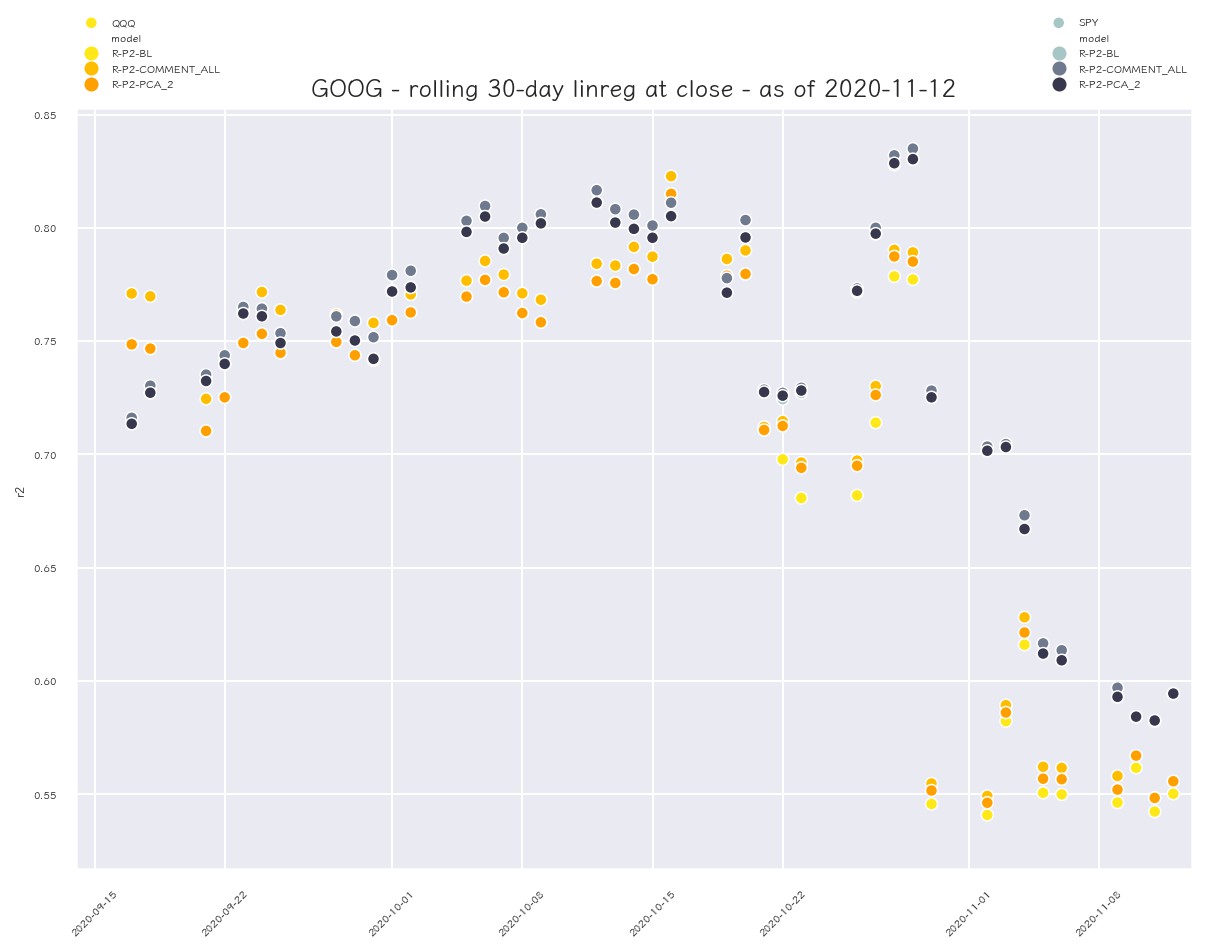 QQQ
model
R-P2-BL
R-P2-COMMENT_ALL
R-P2-PCA_2
SPY
model
R-P2-BL
R-P2-COMMENT_ALL
R-P2-PCA_2
GOOG - rolling 30-day linreg at close - as of 2020-11-12
0.85
0.80
0.75
0.70
0.65
0.60
0.55
r2
2020-09-15
2020-09-22
2020-10-01
2020-10-08
2020-10-15
2020-10-22
2020-11-01
2020-11-08